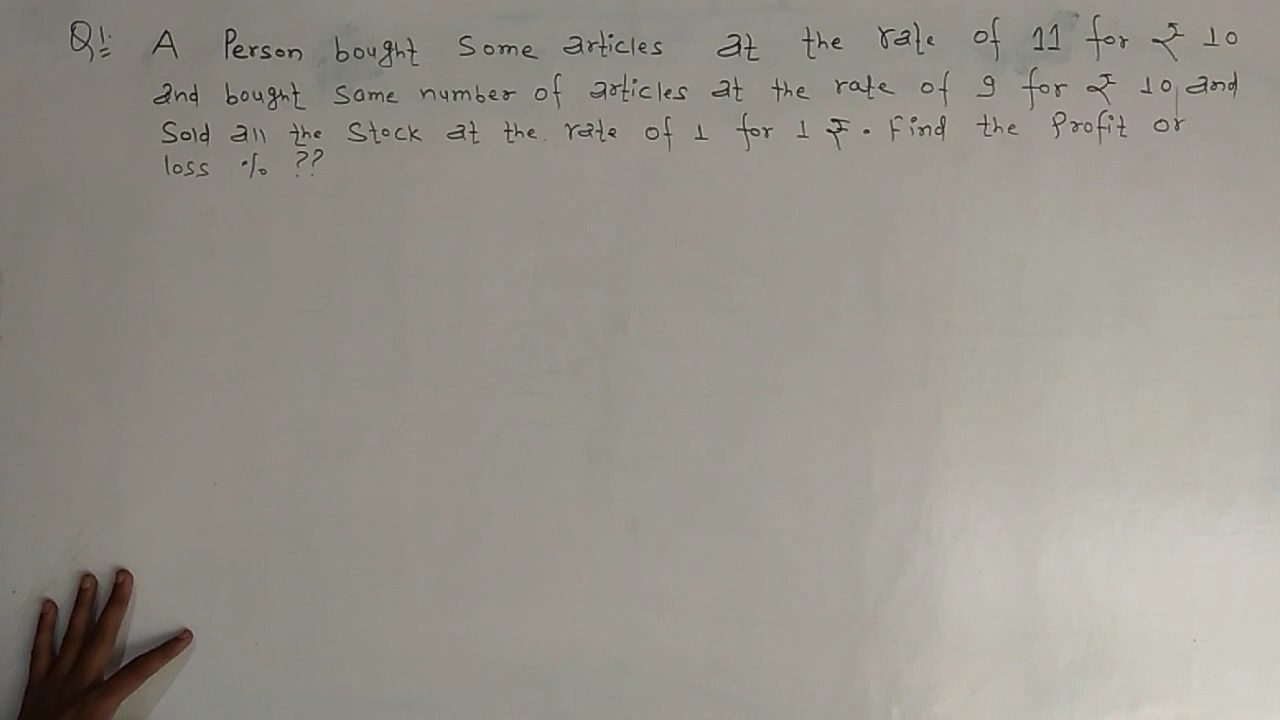 Q1: A Person bought Some articles at the rate of 11 for ₹ 10
and bought Same number of articles at the rate of 9 for ₹ 10, and
Sold all the Stock at the rate of 1 for 1 ₹. Find the Profit or
loss % ??